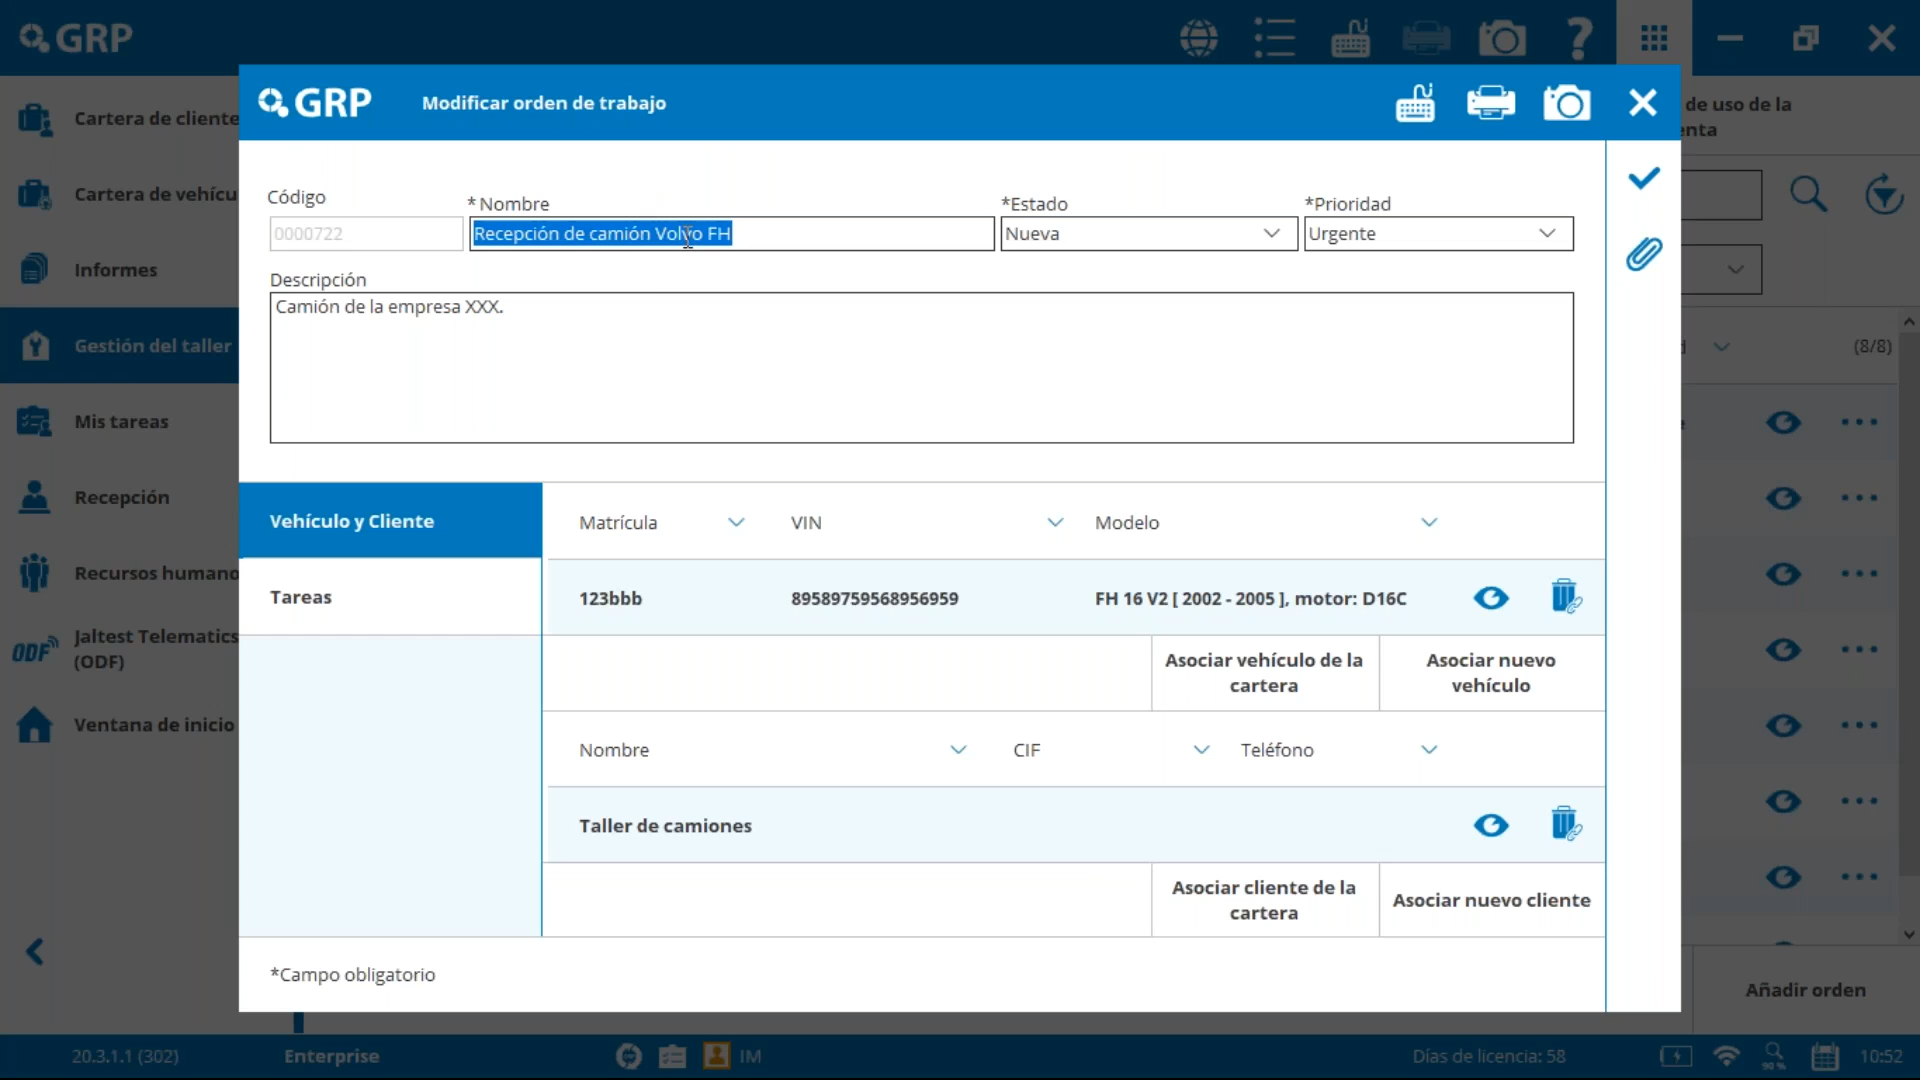 GRP
Cartera de cliente
Cartera de vehícu
Informes
Gestión del taller
Mis tareas
Recepción
Recursos humano
Jaltest Telematics
(ODF)
ODF
Ventana de inicio
GRP
Modificar orden de trabajo
Código
* Nombre
*Estado
*Prioridad
0000722
Recepción de camión Volvo FH
Nueva
Urgente
Descripción
Camión de la empresa XXX.
Vehículo y Cliente
Tareas
Matrícula
VIN
Modelo
123bbb
89589759568956959
FH 16 V2 [ 2002 - 2005 ], motor: D16C
Asociar vehículo de la
cartera
Asociar nuevo
vehículo
Nombre
CIF
Teléfono
Taller de camiones
Asociar cliente de la
cartera
Asociar nuevo cliente
*Campo obligatorio
de uso de la
enta
(8/8)
Añadir orden
20.3.1.1 (302)
Enterprise
IM
Días de licencia: 58
90 %
10:52